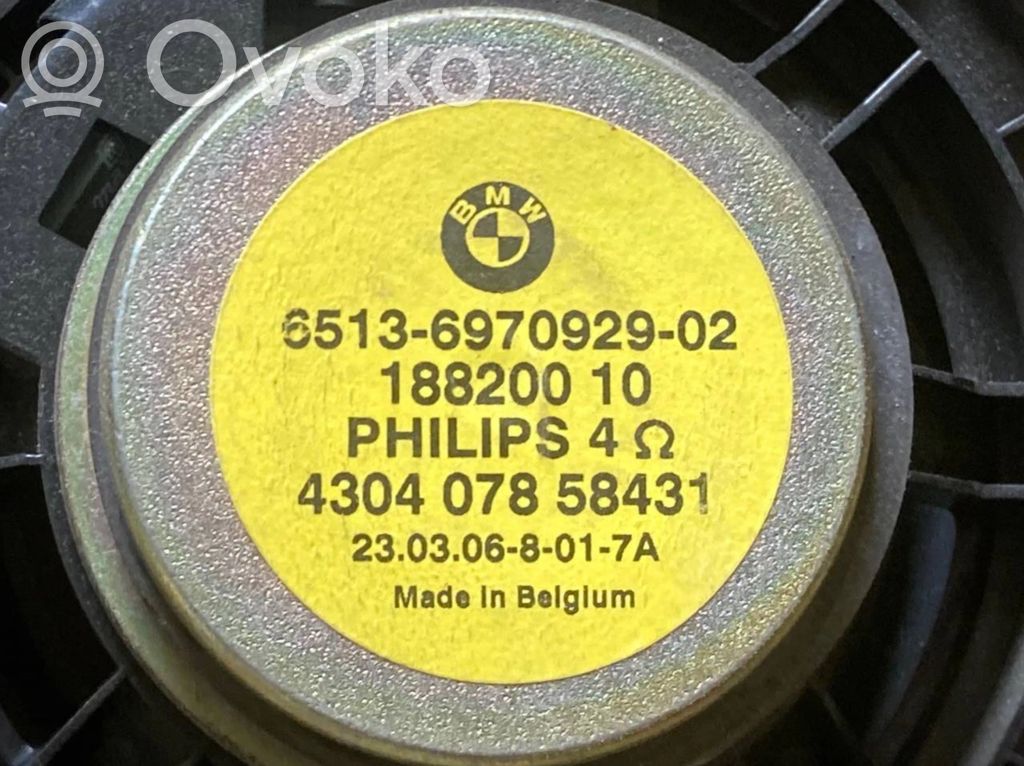 Ovoko
BMW
6513-6970929-02
188200 10
PHILIPS 4 Ω
4304 078 58431
23.03.06-8-01-7A
Made in Belgium